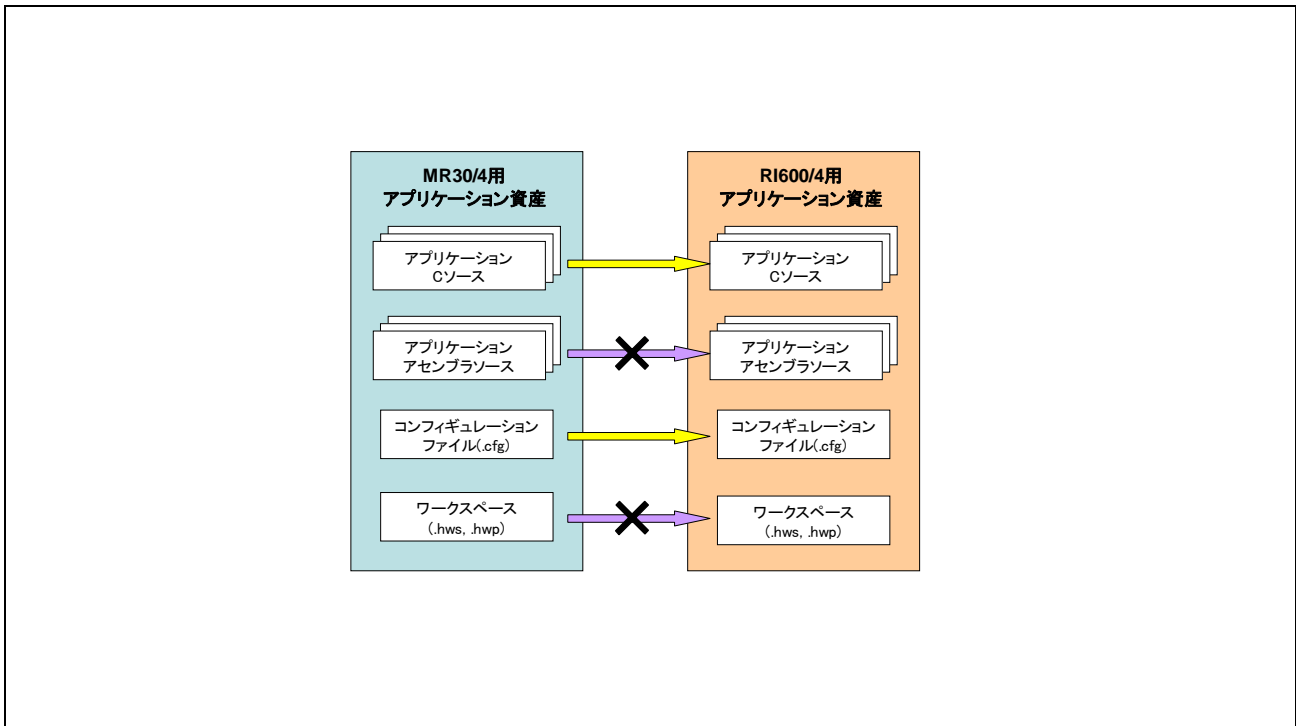 MR30/4用
アプリケーション資産
アプリケーション
Cソース
アプリケーション
アセンブラソース
コンフィギュレーション
ファイル(.cfg)
ワークスペース
(.hws, .hwp)
RI600/4用
アプリケーション資産
アプリケーション
Cソース
アプリケーション
アセンブラソース
コンフィギュレーション
ファイル(.cfg)
ワークスペース
(.hws, .hwp)